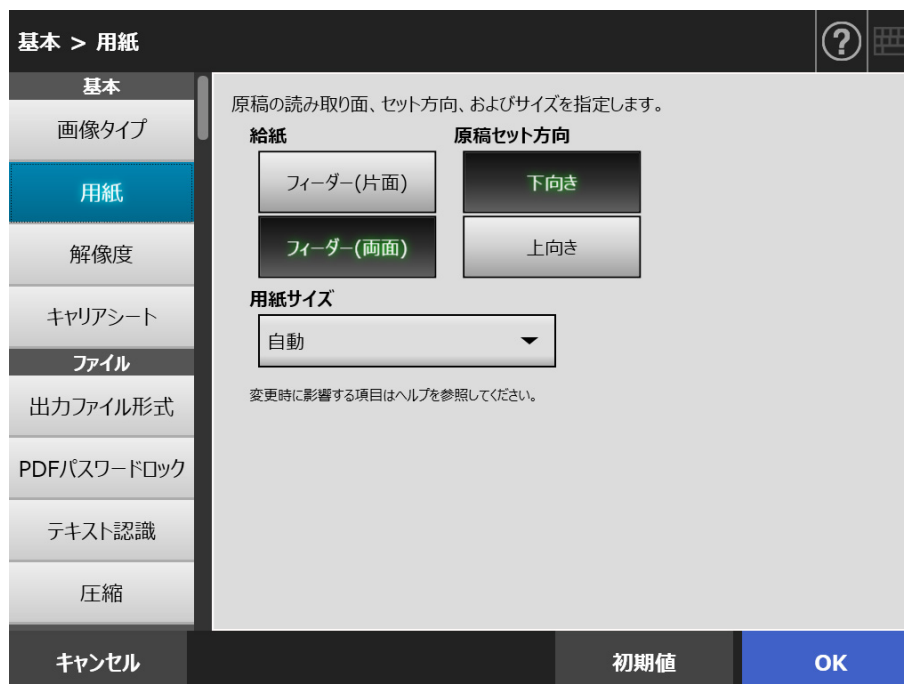 基本 > 用紙
?
基本
画像タイプ
用紙
解像度
キャリアシート
ファイル
出力ファイル形式
PDFパスワードロック
テキスト認識
圧縮
原稿の読み取り面、セット方向、およびサイズを指定します。
給紙
原稿セット方向
フィーダー(片面)
下向き
フィーダー(両面)
上向き
用紙サイズ
自動
変更時に影響する項目はヘルプを参照してください。
キャンセル
初期値
OK